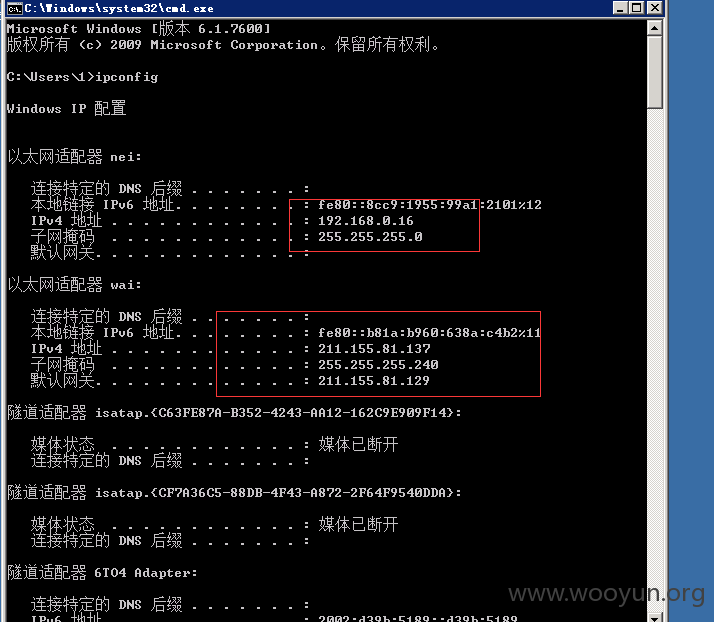 C:\Windows\system32\cmd.exe
Microsoft Windows [版本 6.1.7600]
版权所有 (c) 2009 Microsoft Corporation。保留所有权利。
C:\Users\1>ipconfig
Windows IP 配置
以太网适配器 nei:
连接特定的 DNS 后缀 . . . . . . . :
本地链接 IPv6 地址. . . . . . . . : fe80::8cc9:1955:99a1:2101%12
IPv4 地址 . . . . . . . . . . . . : 192.168.0.16
子网掩码 . . . . . . . . . . . . : 255.255.255.0
默认网关. . . . . . . . . . . . . :
以太网适配器 wai:
连接特定的 DNS 后缀 . . . . . . . :
本地链接 IPv6 地址. . . . . . . . : fe80::b81a:b960:638a:c4b2%11
IPv4 地址 . . . . . . . . . . . . : 211.155.81.137
子网掩码 . . . . . . . . . . . . : 255.255.255.240
默认网关. . . . . . . . . . . . . : 211.155.81.129
隧道适配器 isatap.{C63FE87A-B352-4243-AA12-162C9E909F14}:
媒体状态 . . . . . . . . . . . . : 媒体已断开
连接特定的 DNS 后缀 . . . . . . . :
隧道适配器 isatap.{CF7A36C5-88DB-4F43-A872-2F64F9540DDA}:
媒体状态 . . . . . . . . . . . . : 媒体已断开
连接特定的 DNS 后缀 . . . . . . . :
隧道适配器 6TO4 Adapter:
连接特定的 DNS 后缀 . . . . . . . :
IPv6 地址 . . . . . . . . . . . . : 2002:d39b:5189::d39b:5189
www.wooyun.org